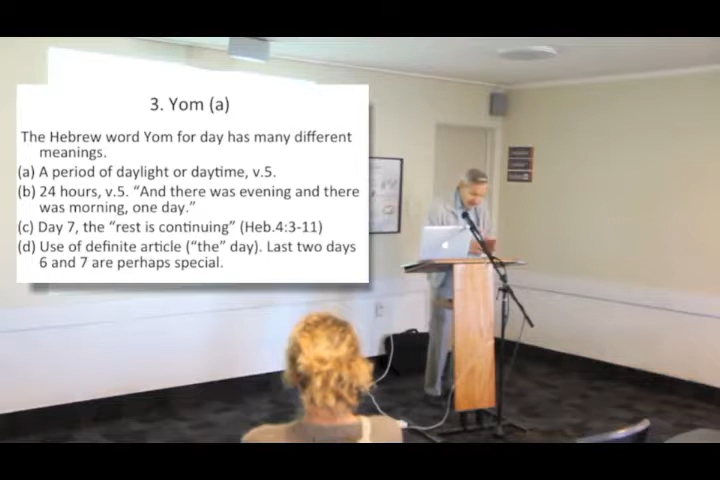 3. Yom (a)
The Hebrew word Yom for day has many different
meanings.
(a) A period of daylight or daytime, v.5.
(b) 24 hours, v.5. “And there was evening and there
was morning, one day.”
(c) Day 7, the “rest is continuing” (Heb.4:3-11)
(d) Use of definite article (“the” day). Last two days
6 and 7 are perhaps special.